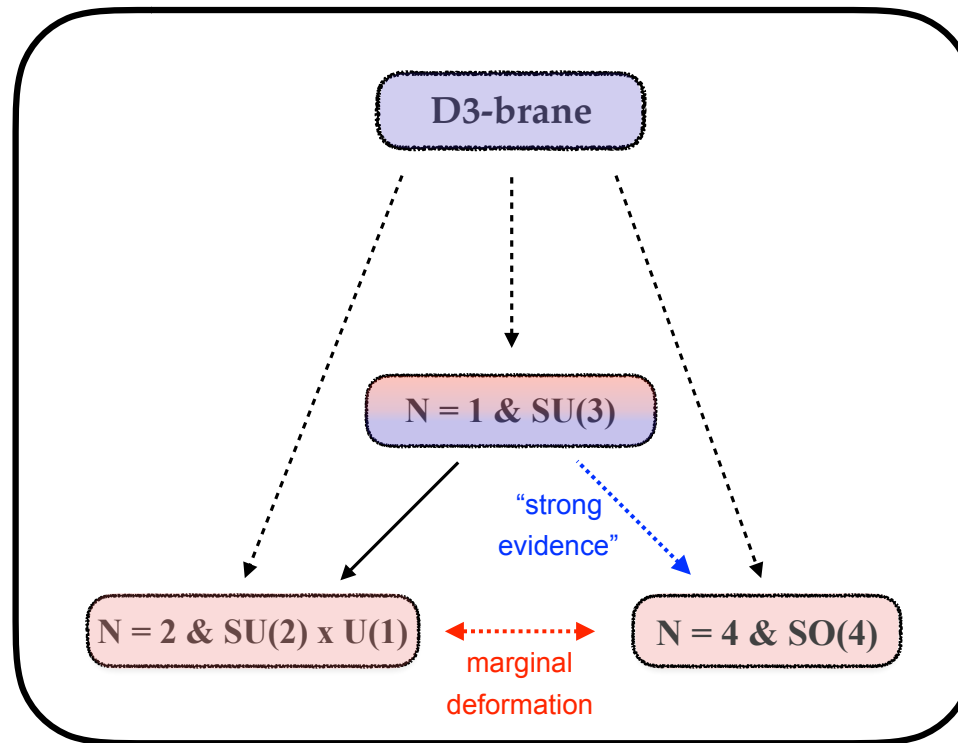 D3-brane
N = 1 & SU(3)
“strong
evidence”
N = 2 & SU(2) x U(1)
N = 4 & SO(4)
marginal
deformation